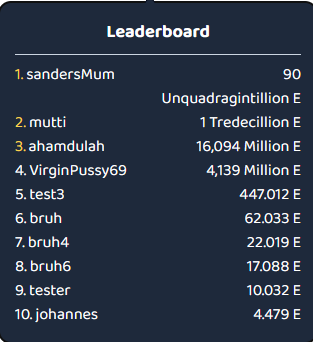 Leaderboard
1. sandersMum 90
Unquadragintillion E
2. mutti 1 Tredecillion E
3. ahamdulah 16,094 Million E
4. VirginPussy69 4,139 Million E
5. test3 447.012 E
6. bruh 62.033 E
7. bruh4 22.019 E
8. bruh6 17.088 E
9. tester 10.032 E
10. johannes 4.479 E